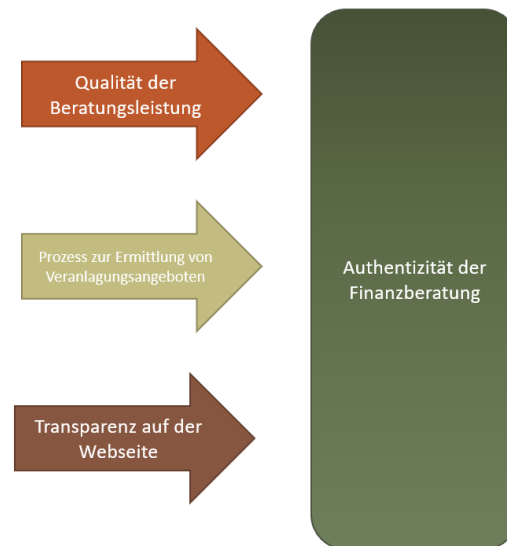 Qualität der
Beratungsleistung
Prozess zur Ermittlung von
Veranlagungsangeboten
Transparenz auf der
Webseite
Authentizität der
Finanzberatung